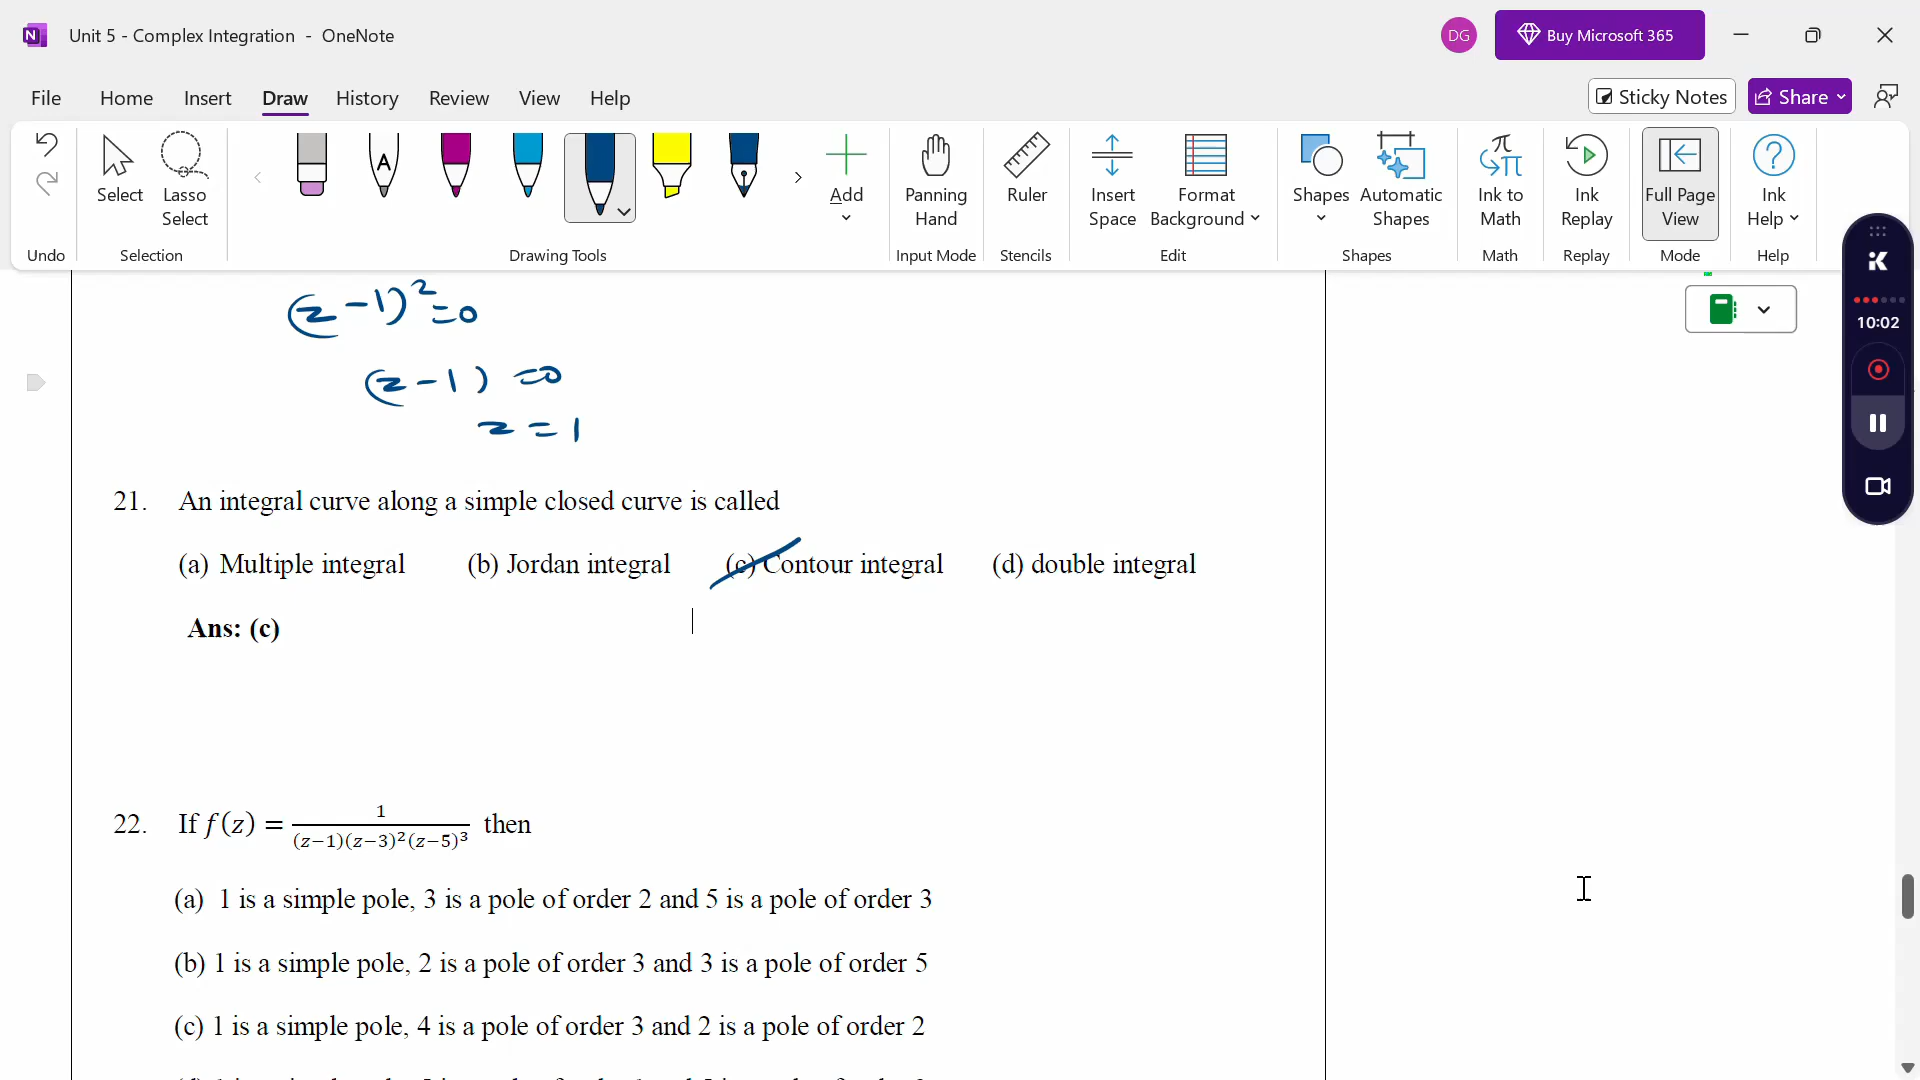 Unit 5 - Complex Integration - OneNote
DG
Buy Microsoft 365
File Home Insert Draw History Review View Help
Sticky Notes
Share
Undo
Select
Lasso Select
Selection
A
Drawing Tools
Add
Panning Hand
Input Mode
Ruler
Stencils
Insert Space
Format Background
Edit
Shapes
Automatic Shapes
Shapes
Ink to Math
Math
Ink Replay
Replay
Full Page View
Mode
Ink Help
Help
10:02
(z-1)²=0
(z-1) =0
z=1
21. An integral curve along a simple closed curve is called
(a) Multiple integral (b) Jordan integral (c) Contour integral (d) double integral
Ans: (c)
22. If f(z) = 1/((z−1)(z−3)²(z−5)³) then
(a) 1 is a simple pole, 3 is a pole of order 2 and 5 is a pole of order 3
(b) 1 is a simple pole, 2 is a pole of order 3 and 3 is a pole of order 5
(c) 1 is a simple pole, 4 is a pole of order 3 and 2 is a pole of order 2